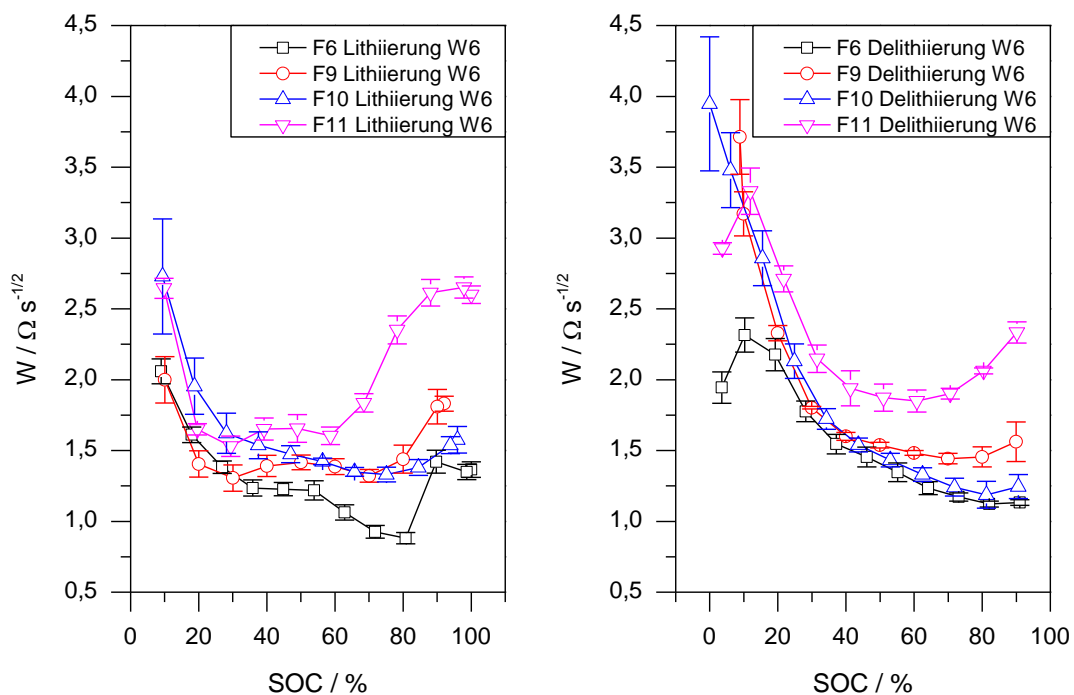 4,5
4,0
3,5
3,0
2,5
2,0
1,5
1,0
0,5
W / Ω s-1/2
F6 Lithiierung W6
F9 Lithiierung W6
F10 Lithiierung W6
F11 Lithiierung W6
0 20 40 60 80 100
SOC / %
4,5
4,0
3,5
3,0
2,5
2,0
1,5
1,0
0,5
W / Ω s-1/2
F6 Delithiierung W6
F9 Delithiierung W6
F10 Delithiierung W6
F11 Delithiierung W6
0 20 40 60 80 100
SOC / %